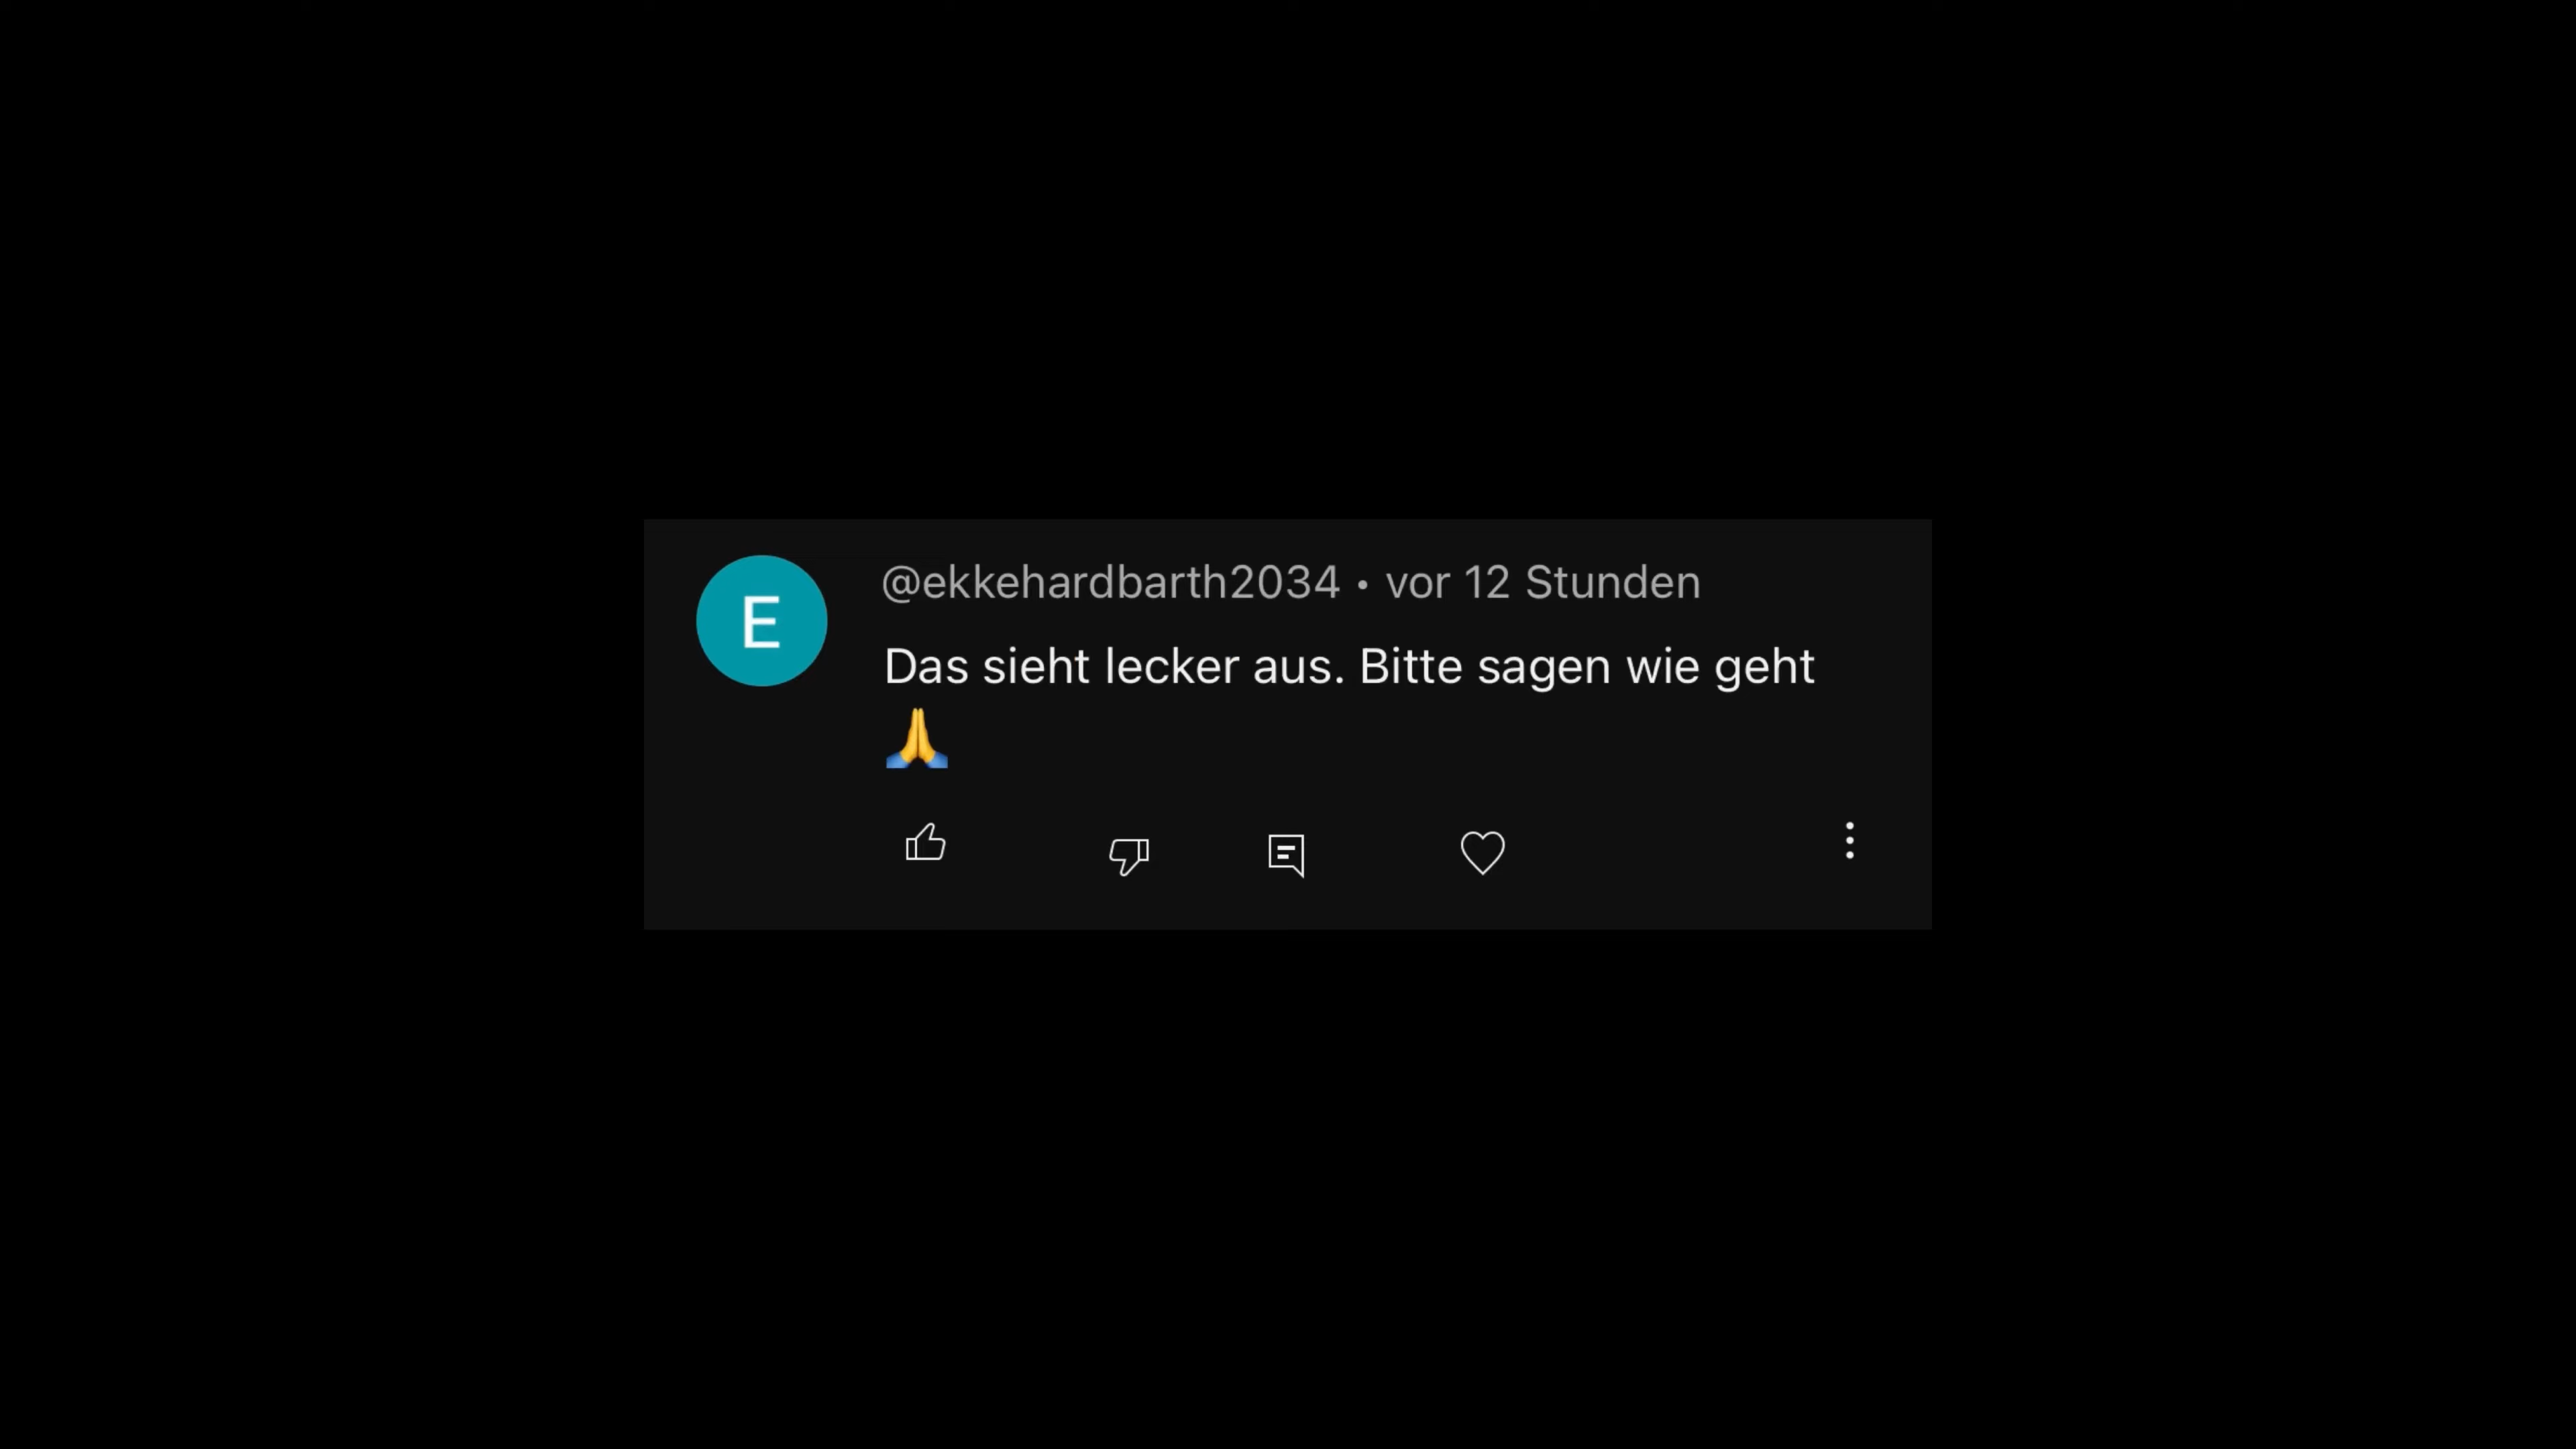 E
@ekkehardbarth2034 • vor 12 Stunden
Das sieht lecker aus. Bitte sagen wie geht
🙏